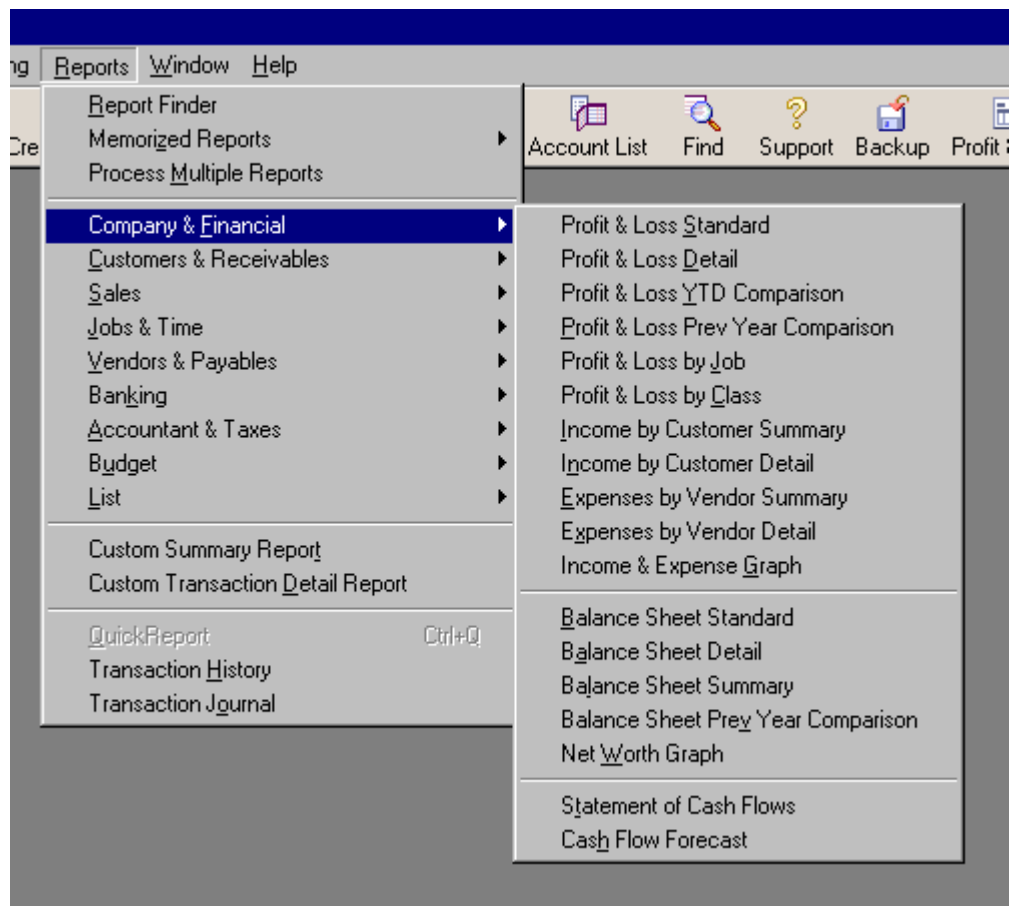 ng Reports Window Help
Cre Account List Find Support Backup Profit &
Report Finder
Memorized Reports
Process Multiple Reports
Company & Financial
Customers & Receivables
Sales
Jobs & Time
Vendors & Payables
Banking
Accountant & Taxes
Budget
List
Custom Summary Report
Custom Transaction Detail Report
QuickReport Ctrl+Q
Transaction History
Transaction Journal
Profit & Loss Standard
Profit & Loss Detail
Profit & Loss YTD Comparison
Profit & Loss Prev Year Comparison
Profit & Loss by Job
Profit & Loss by Class
Income by Customer Summary
Income by Customer Detail
Expenses by Vendor Summary
Expenses by Vendor Detail
Income & Expense Graph
Balance Sheet Standard
Balance Sheet Detail
Balance Sheet Summary
Balance Sheet Prev Year Comparison
Net Worth Graph
Statement of Cash Flows
Cash Flow Forecast